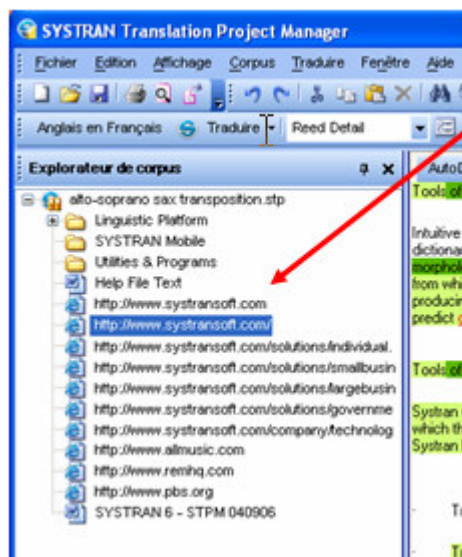 SYSTRAN Translation Project Manager
Fichier Edition Affichage Corpus Traduire Fenêtre Aide
Anglais en Français Traduire Reed Detail
Explorateur de corpus
alto-soprano sax transposition.stp
Linguistic Platform
SYSTRAN Mobile
Utilities & Programs
Help File Text
http://www.systransoft.com
http://www.systransoft.com/
http://www.systransoft.com/solutions/individual.
http://www.systransoft.com/solutions/smallbusin
http://www.systransoft.com/solutions/largebusin
http://www.systransoft.com/solutions/governme
http://www.systransoft.com/company/technolog
http://www.allmusic.com
http://www.remhq.com
http://www.pbs.org
SYSTRAN 6 - STPM 040906
AutoD
Tools of
Intuitive
dictionar
morphol
from whi
producin
predict
Tools of
Systran
which th
Systran